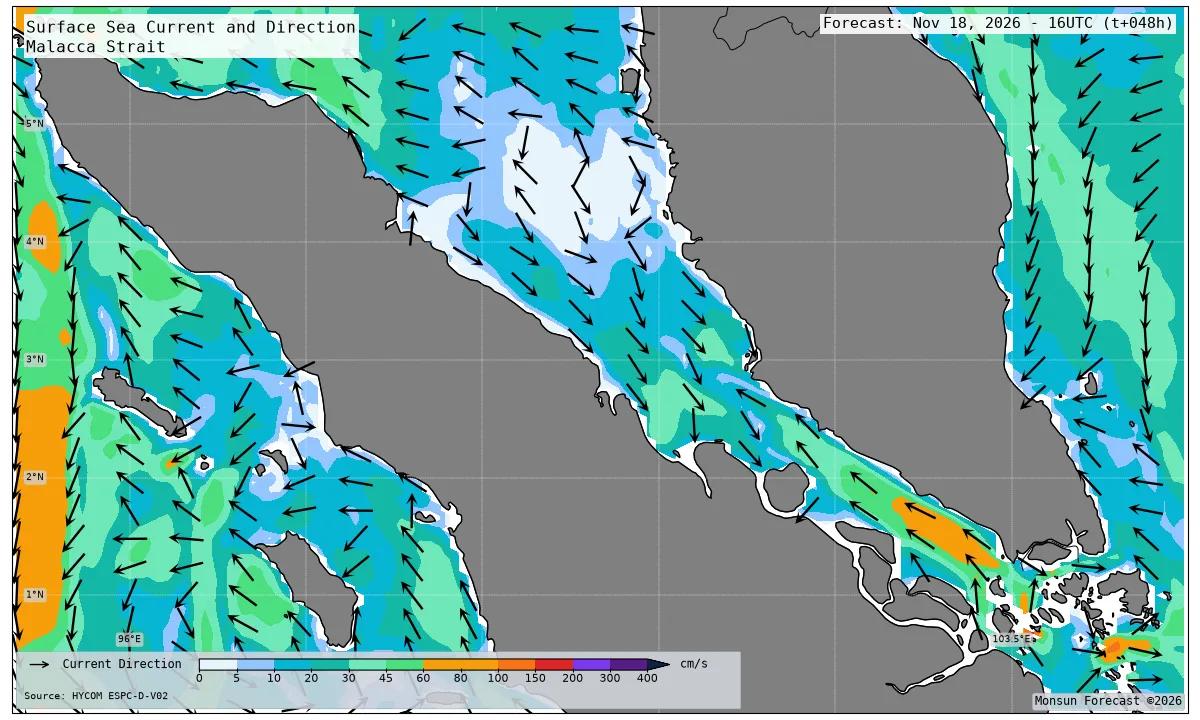 Surface Sea Current and Direction
Malacca Strait
Forecast: Nov 18, 2026 - 16UTC (t+048h)
5°N
4°N
3°N
2°N
1°N
96°E
103.5°E
Current Direction
0 5 10 20 30 45 60 80 100 150 200 300 400
cm/s
Source: HYCOM ESPC-D-V02
Monsun Forecast ©2026